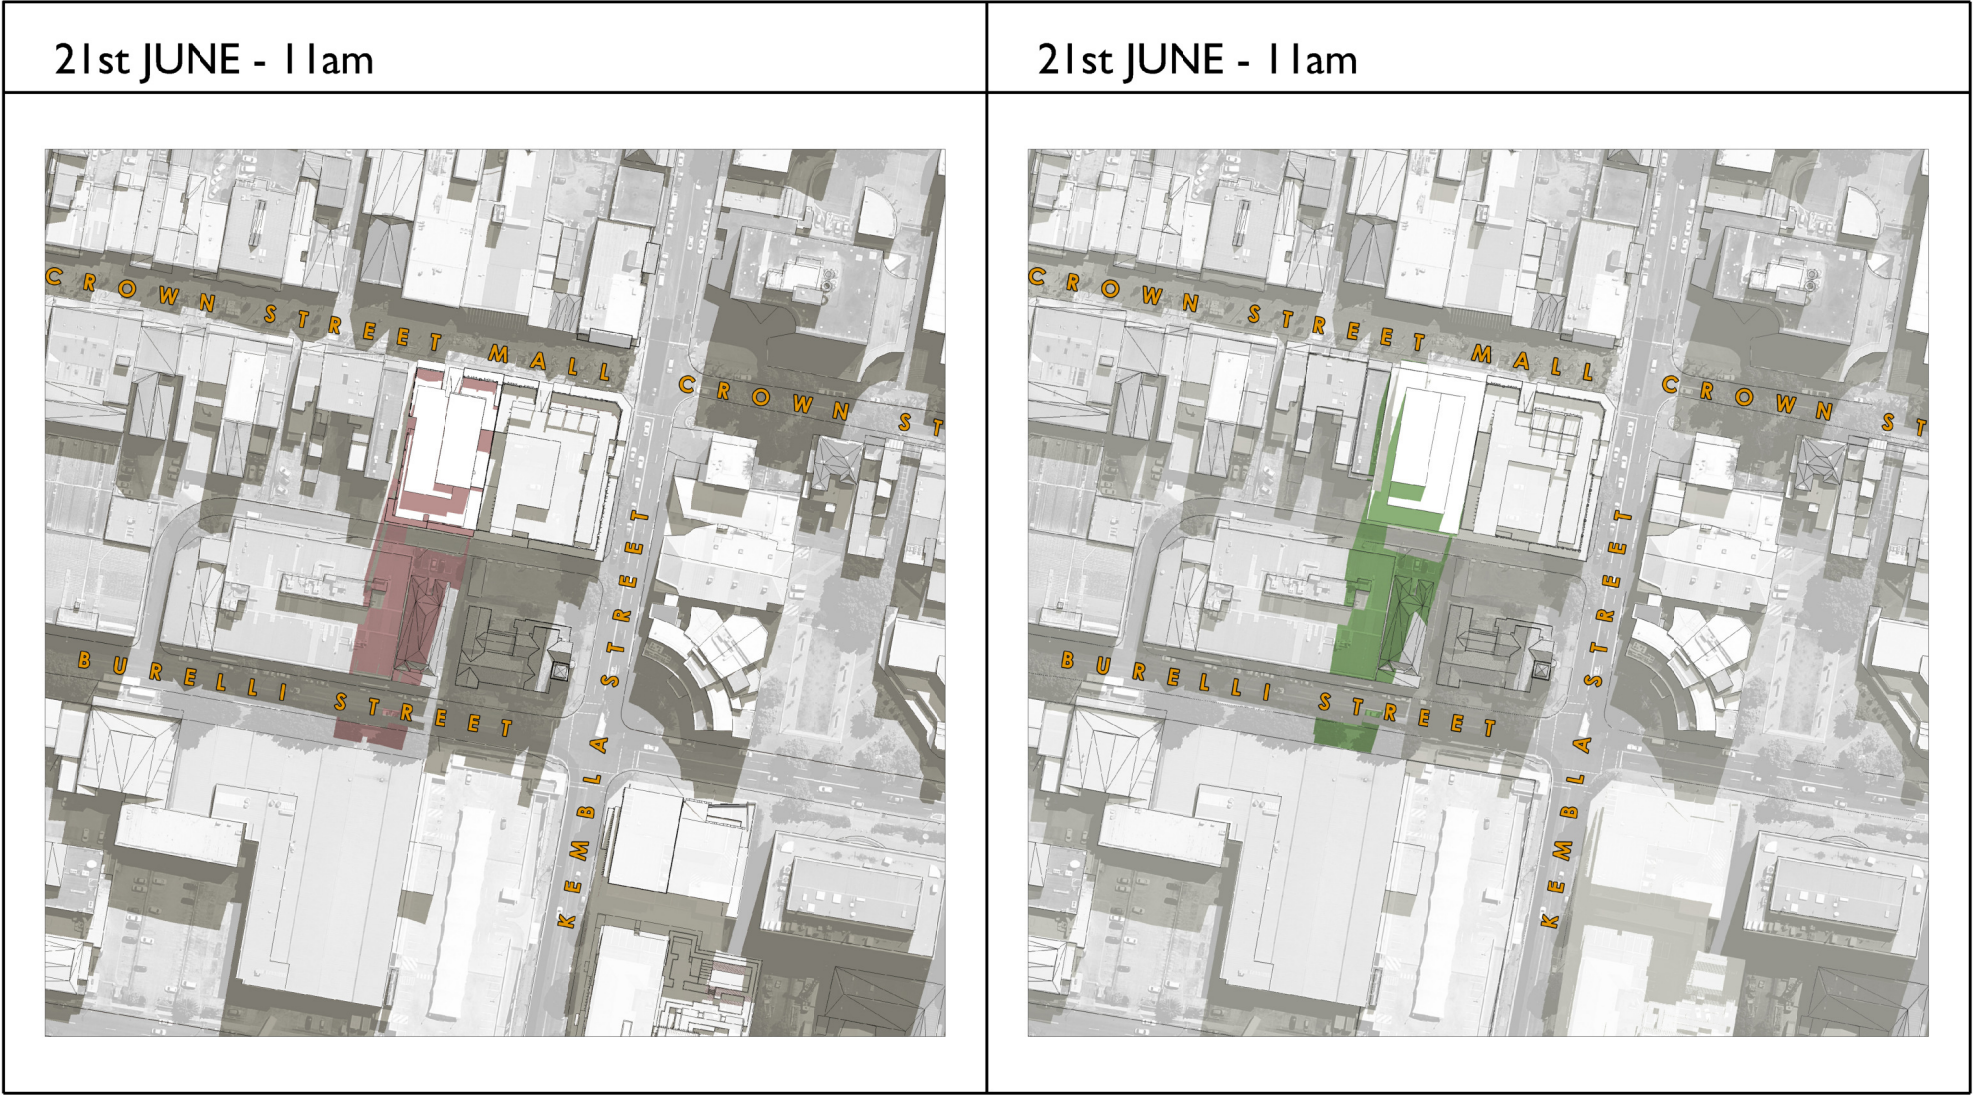 21st JUNE - 11am
21st JUNE - 11am
CROWN STREET MALL
CROWN ST
BURELLI STREET
KEMBLA STREET
CROWN STREET MALL
CROWN ST
BURELLI STREET
KEMBLA STREET